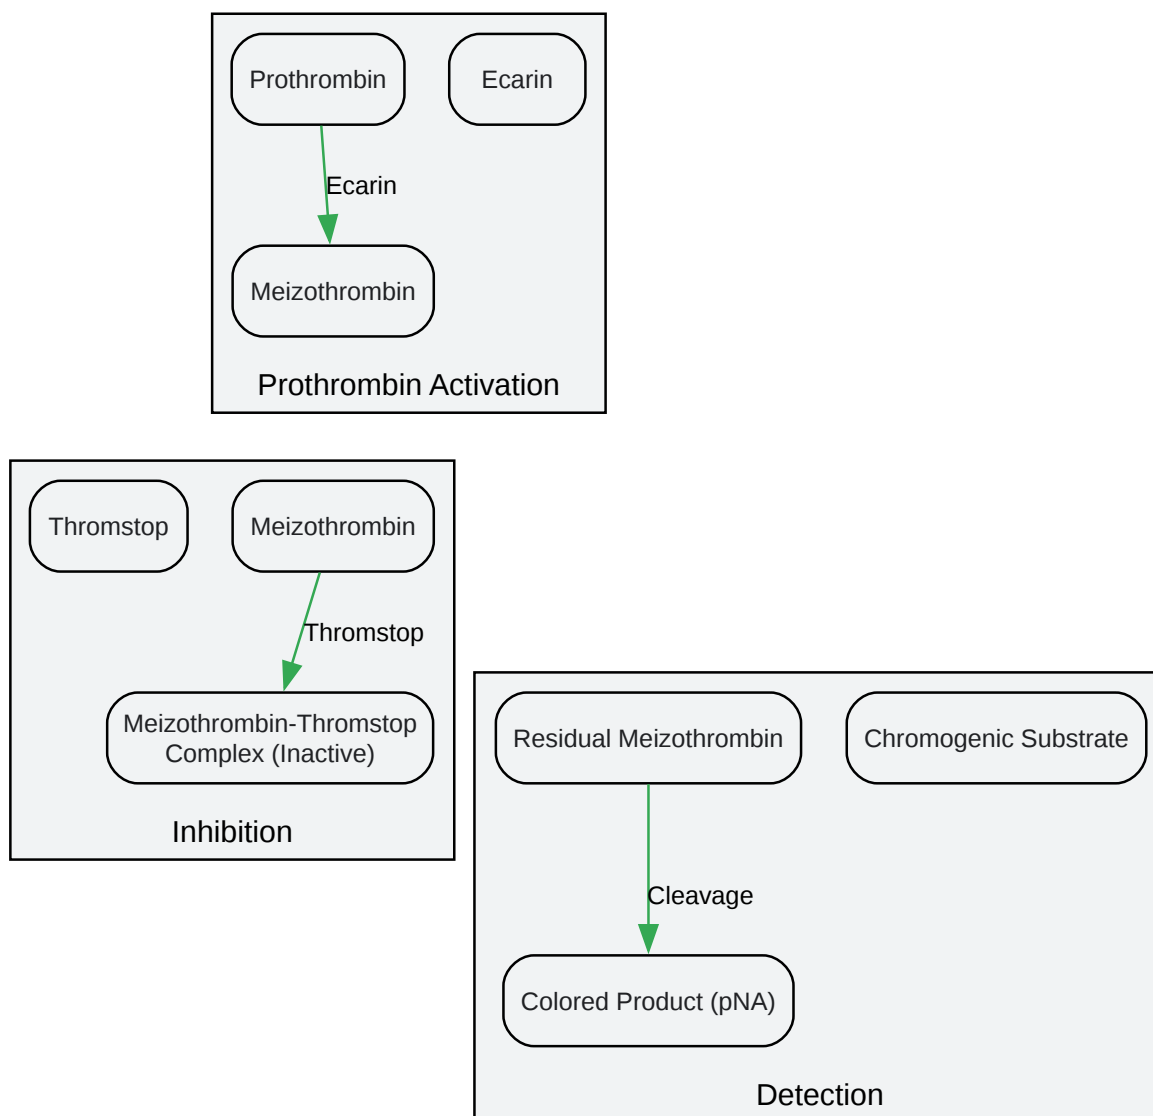 Prothrombin
Ecarin
Ecarin
Meizothrombin
Prothrombin Activation
Thromstop
Meizothrombin
Thromstop
Meizothrombin-Thromstop
Complex (Inactive)
Inhibition
Residual Meizothrombin
Chromogenic Substrate
Cleavage
Colored Product (pNA)
Detection